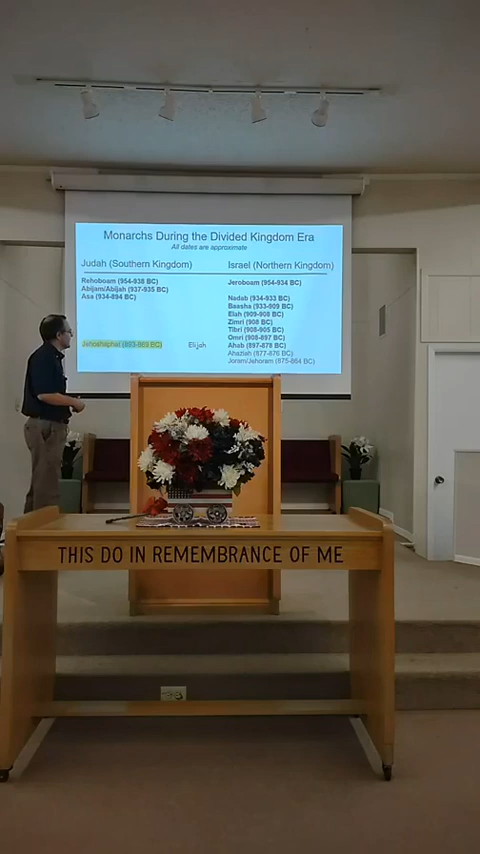 Monarchs During the Divided Kingdom Era
All dates are approximate
Judah (Southern Kingdom)
Israel (Northern Kingdom)
Rehoboam (954-938 BC)
Abijam/Abijah (937-935 BC)
Asa (934-894 BC)
Jehoshaphat (893-869 BC)
Elijah
Jeroboam (954-934 BC)
Nadab (934-933 BC)
Baasha (933-909 BC)
Elah (909-908 BC)
Zimri (908 BC)
Tibri (908-905 BC)
Omri (908-897 BC)
Ahab (897-878 BC)
Ahaziah (877-876 BC)
Joram/Jehoram (875-864 BC)
THIS DO IN REMEMBRANCE OF ME